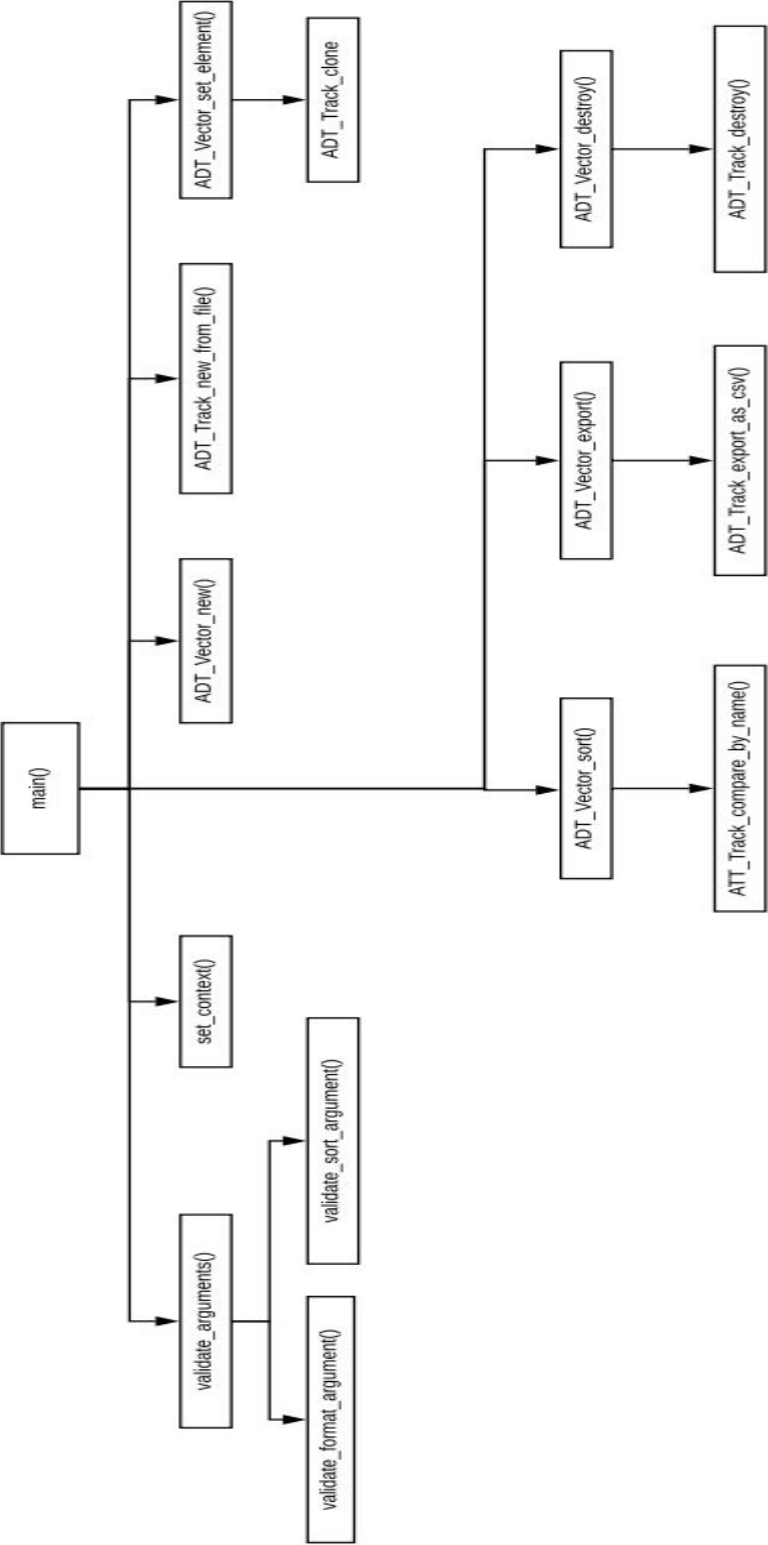 main()
validate_arguments()
set_context()
ADT_Vector_new()
ADT_Track_new_from_file()
ADT_Vector_set_element()
validate_format_argument()
validate_sort_argument()
ADT_Track_clone
ADT_Vector_sort()
ADT_Vector_export()
ADT_Vector_destroy()
ATT_Track_compare_by_name()
ADT_Track_export_as_csv()
ADT_Track_destroy()